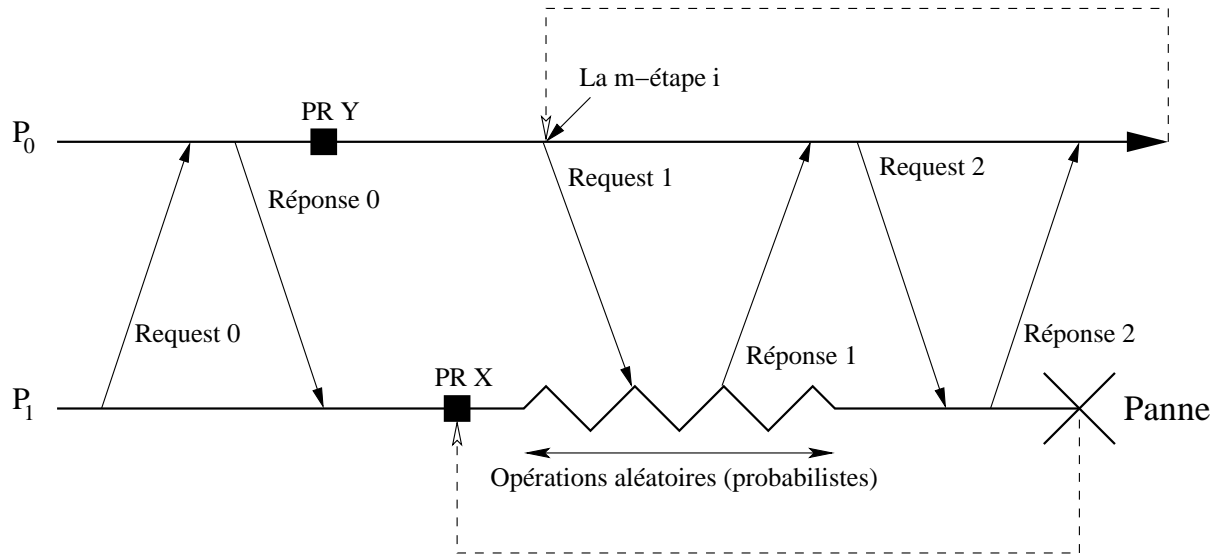 La m−étape i
PR Y
P0
Request 1
Request 2
Réponse 0
Request 0
Réponse 1
Réponse 2
PR X
P1
Panne
Opérations aléatoires (probabilistes)